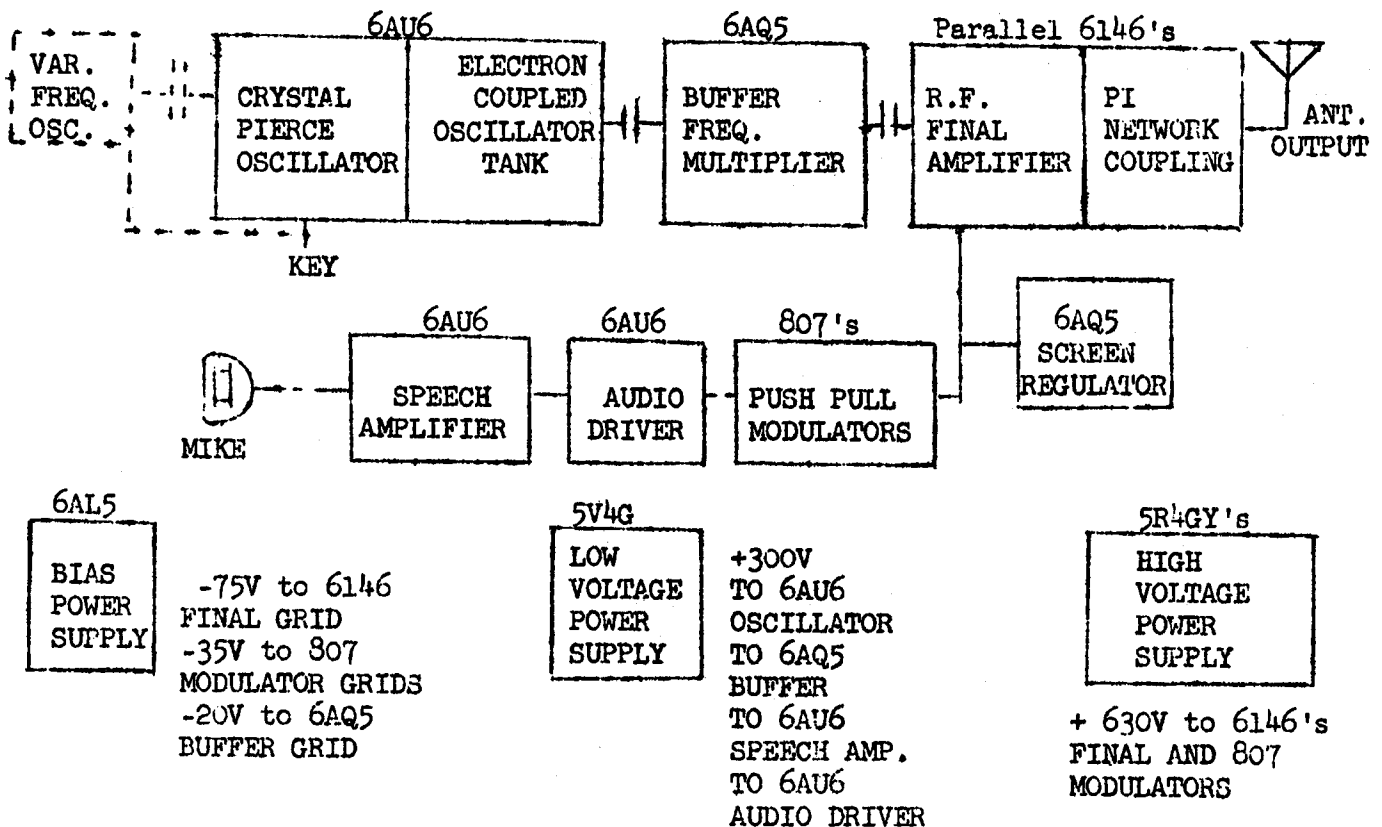 6AU6
6AQ5
Parallel 6146's
VAR.
FREQ.
OSC.
CRYSTAL
PIERCE
OSCILLATOR
ELECTRON
COUPLED
OSCILLATOR
TANK
BUFFER
FREQ.
MULTIPLIER
R.F.
FINAL
AMPLIFIER
PI
NETWORK
COUPLING
ANT.
OUTPUT
KEY
6AU6
6AU6
807's
6AQ5
SCREEN
REGULATOR
MIKE
SPEECH
AMPLIFIER
AUDIO
DRIVER
PUSH PULL
MODULATORS
6AL5
BIAS
POWER
SUPPLY
-75V to 6146
FINAL GRID
-35V to 807
MODULATOR GRIDS
-20V to 6AQ5
BUFFER GRID
5V4G
LOW
VOLTAGE
POWER
SUPPLY
+300V
TO 6AU6
OSCILLATOR
TO 6AQ5
BUFFER
TO 6AU6
SPEECH AMP.
TO 6AU6
AUDIO DRIVER
5R4GY's
HIGH
VOLTAGE
POWER
SUPPLY
+ 630V to 6146's
FINAL AND 807
MODULATORS